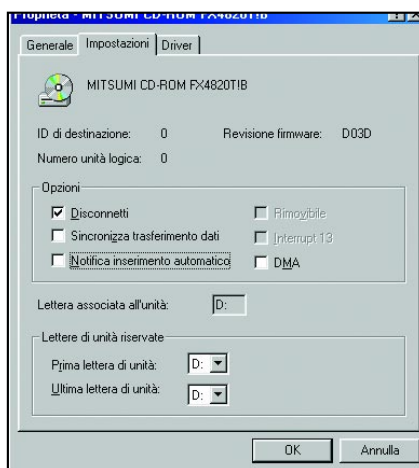 Proprietà - MITSUMI CD-ROM FX4820T!B
Generale Impostazioni Driver
MITSUMI CD-ROM FX4820T!B
ID di destinazione: 0 Revisione firmware: D03D
Numero unità logica: 0
Opzioni
Disconnetti Rimovibile
Sincronizza trasferimento dati Interrupt 13
Notifica inserimento automatico DMA
Lettera associata all'unità: D:
Lettere di unità riservate
Prima lettera di unità: D:
Ultima lettera di unità: D:
OK Annulla